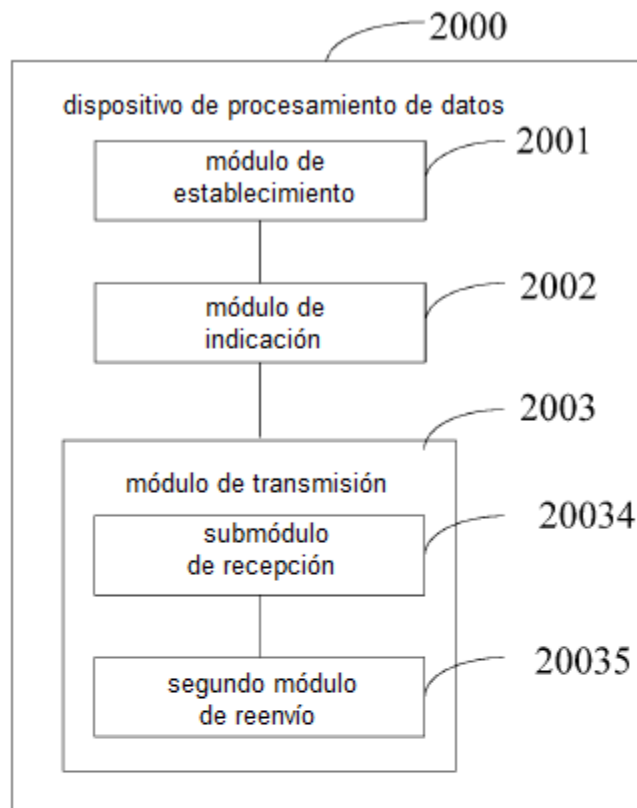 2000
dispositivo de procesamiento de datos
2001
módulo de
establecimiento
2002
módulo de
indicación
2003
módulo de transmisión
20034
submódulo
de recepción
20035
segundo módulo
de reenvío